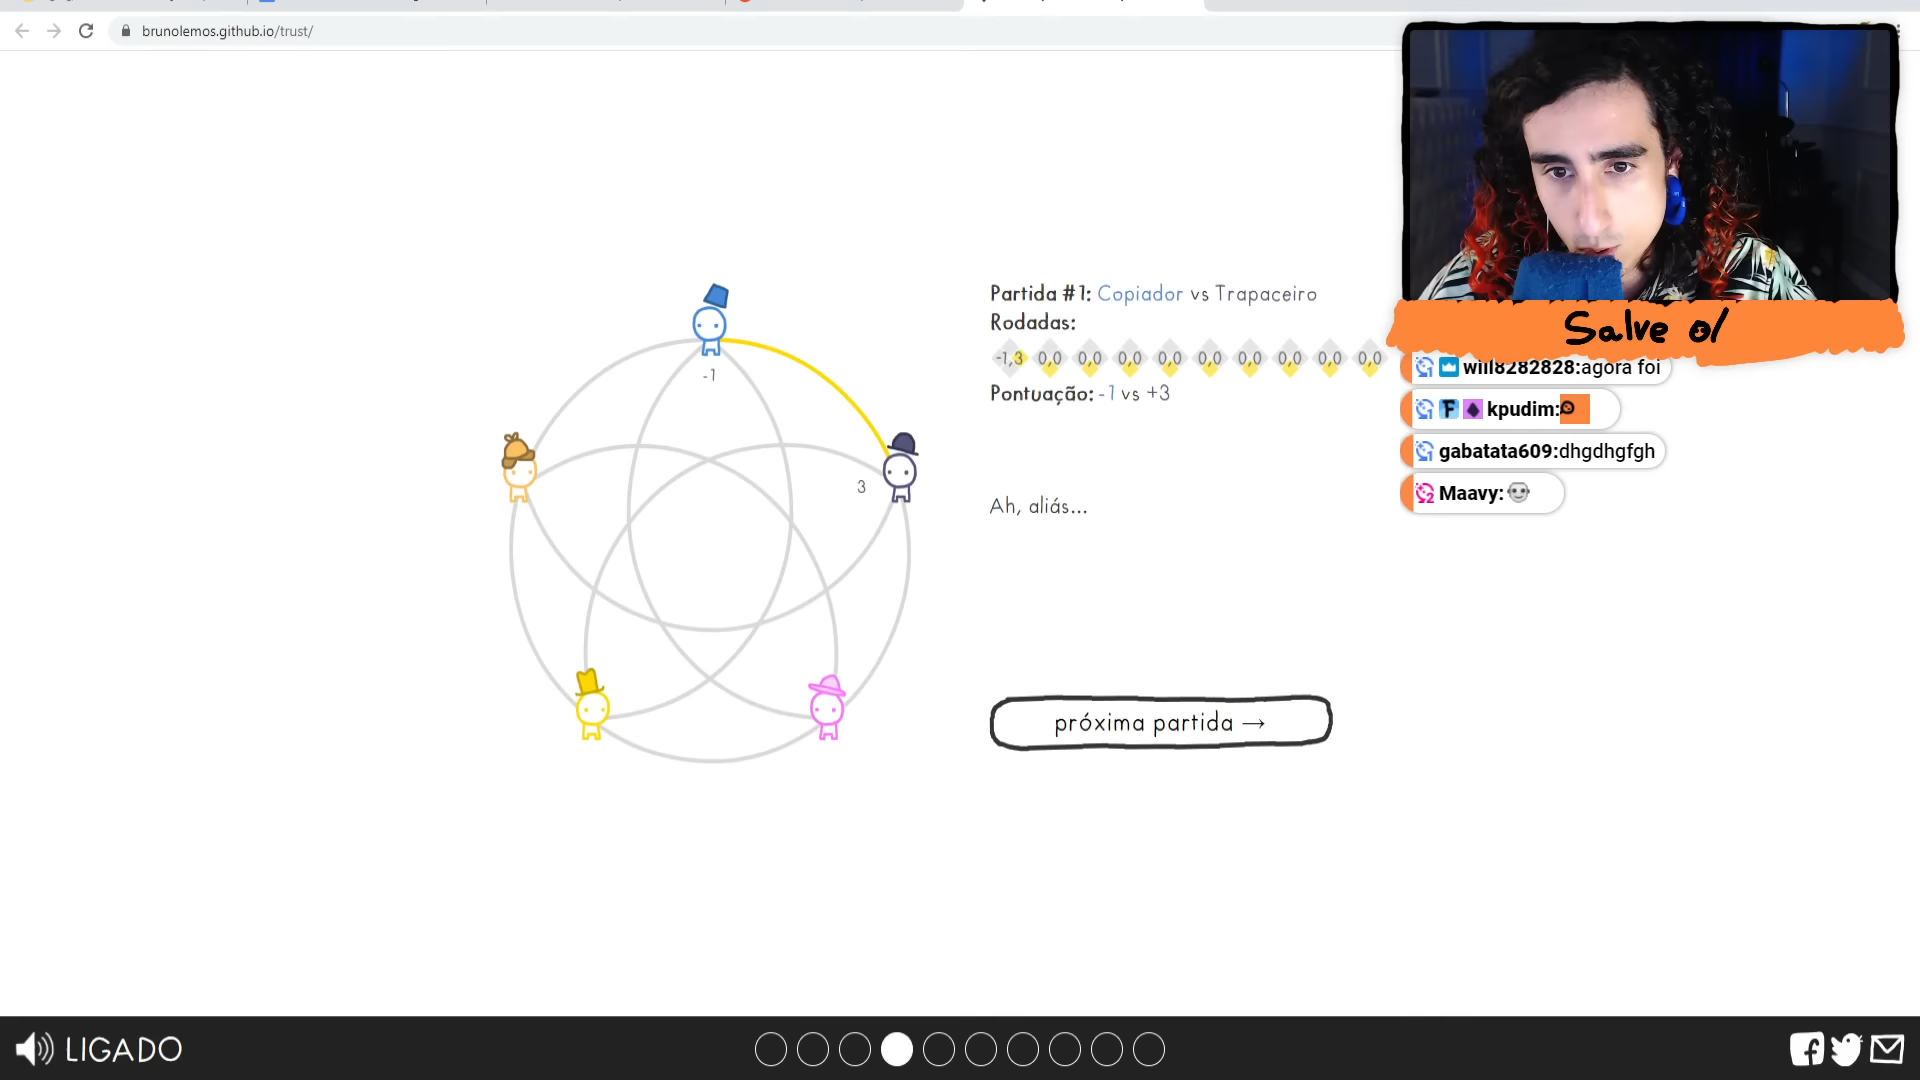 brunolemos.github.io/trust/
Partida #1: Copiador vs Trapaceiro
Rodadas:
-1,3 0,0 0,0 0,0 0,0 0,0 0,0 0,0 0,0 0,0
Pontuação: -1 vs +3
-1
3
Ah, aliás...
próxima partida →
Salve o/
will8282828:agora foi
kpudim:
gabatata609:dhgdhgfgh
Maavy:
LIGADO